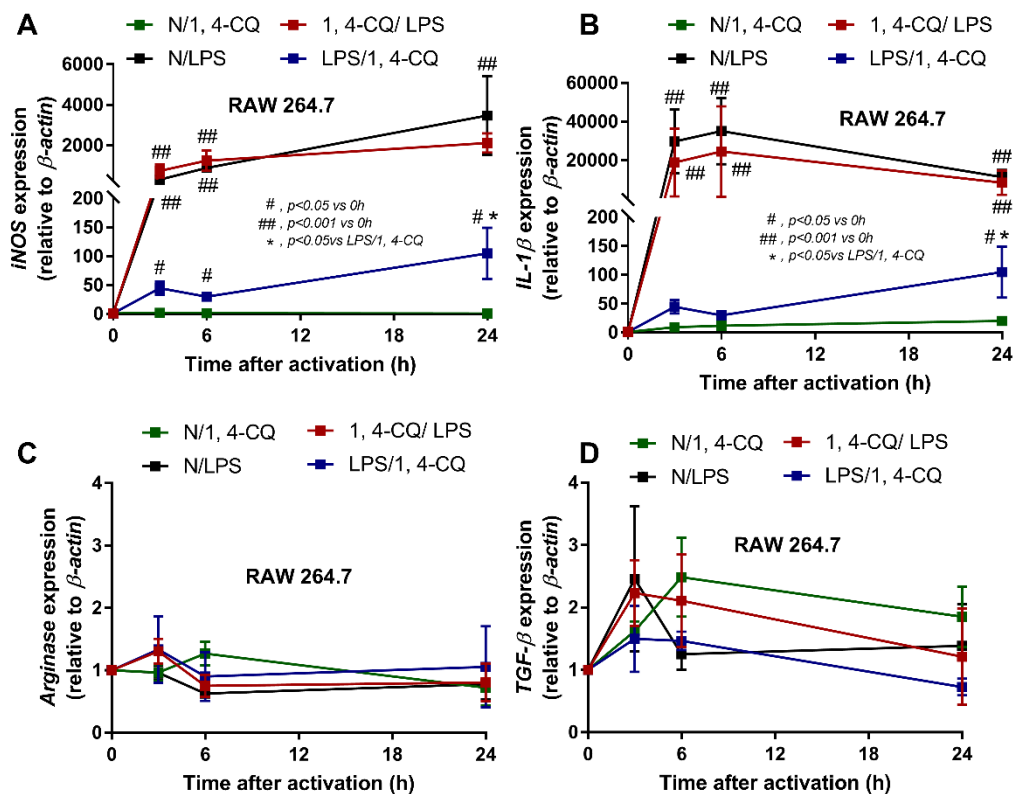 A
N/1, 4-CQ
1, 4-CQ/ LPS
N/LPS
LPS/1, 4-CQ
iNOS expression
(relative to β-actin)
6000
4000
2000
200
150
100
50
0
RAW 264.7
##
##
##
##
##
#
#
# *
#, p<0.05 vs 0h
##, p<0.001 vs 0h
*, p<0.05vs LPS/1, 4-CQ
0
6
12
18
24
Time after activation (h)
B
N/1, 4-CQ
1, 4-CQ/ LPS
N/LPS
LPS/1, 4-CQ
IL-1β expression
(relative to β-actin)
60000
40000
20000
200
150
100
50
0
RAW 264.7
##
##
##
##
##
##
# *
#, p<0.05 vs 0h
##, p<0.001 vs 0h
*, p<0.05vs LPS/1, 4-CQ
0
6
12
18
24
Time after activation (h)
C
N/1, 4-CQ
1, 4-CQ/ LPS
N/LPS
LPS/1, 4-CQ
Arginase expression
(relative to β-actin)
4
3
2
1
0
RAW 264.7
0
6
12
18
24
Time after activation (h)
D
N/1, 4-CQ
1, 4-CQ/ LPS
N/LPS
LPS/1, 4-CQ
TGF-β expression
(relative to β-actin)
4
3
2
1
0
RAW 264.7
0
6
12
18
24
Time after activation (h)